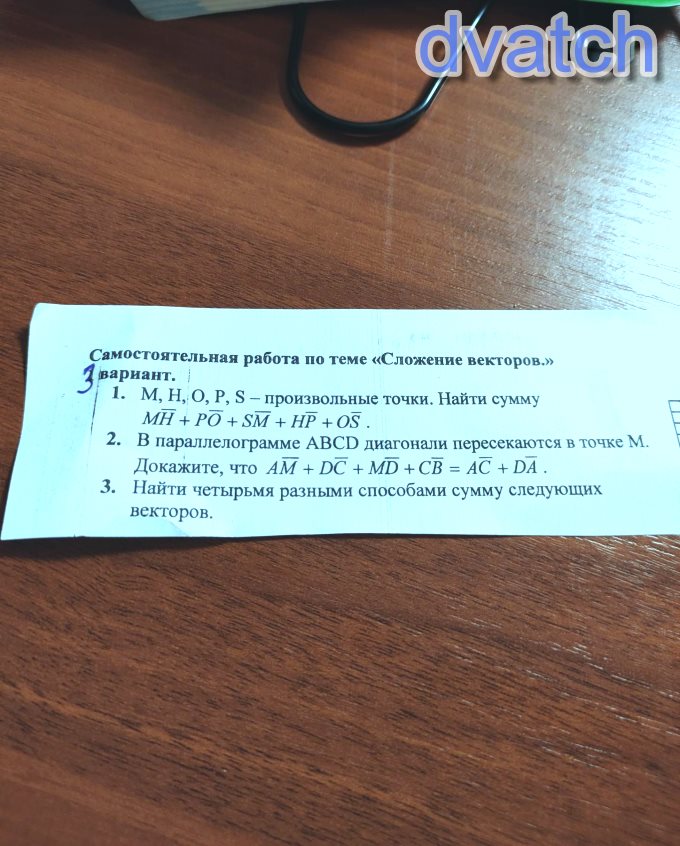 dvatch
Самостоятельная работа по теме «Сложение векторов.»
3 вариант.
1. М, Н, О, Р, S – произвольные точки. Найти сумму
MH̅ + PO̅ + SM̅ + HP̅ + OS̅ .
2. В параллелограмме ABCD диагонали пересекаются в точке М.
Докажите, что AM̅ + DC̅ + MD̅ + CB̅ = AC̅ + DA̅ .
3. Найти четырьмя разными способами сумму следующих
векторов.